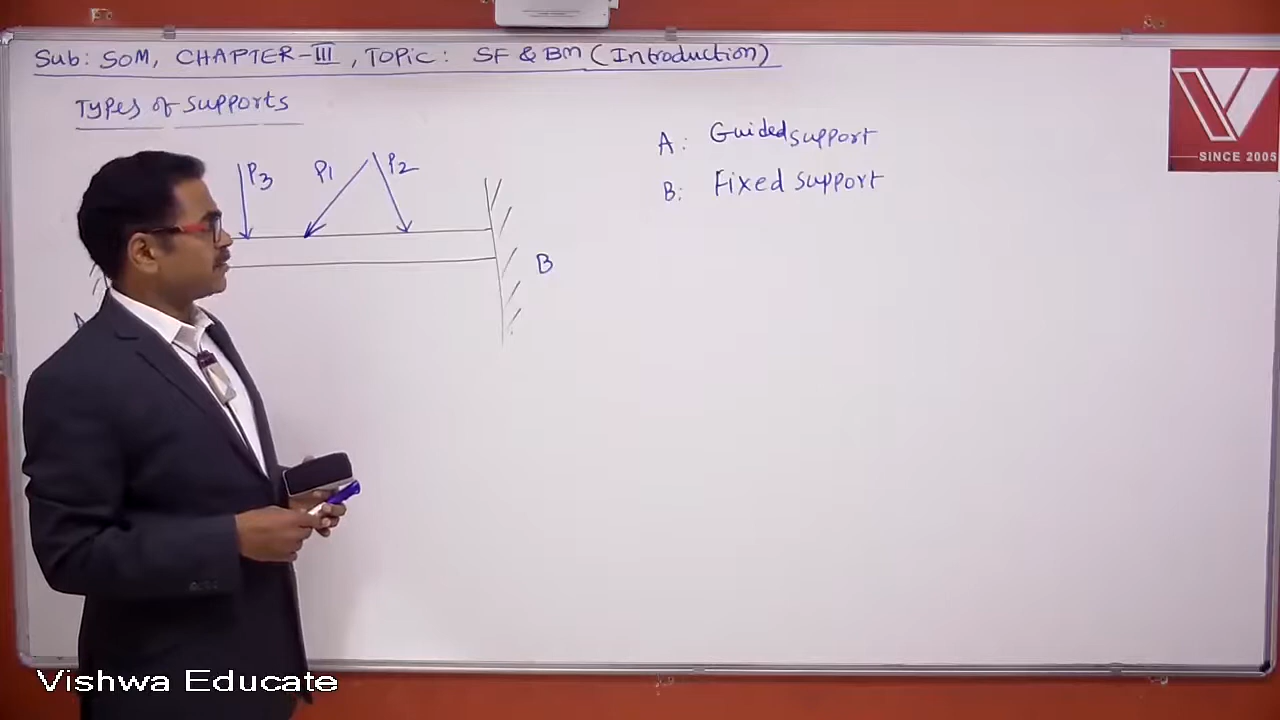 Sub: SOM, CHAPTER-III, TOPIC: SF & BM (Introduction)
Types of Supports
A: Guided support
B: Fixed support
P3 P1 P2
B
A
SINCE 2005
Vishwa Educate